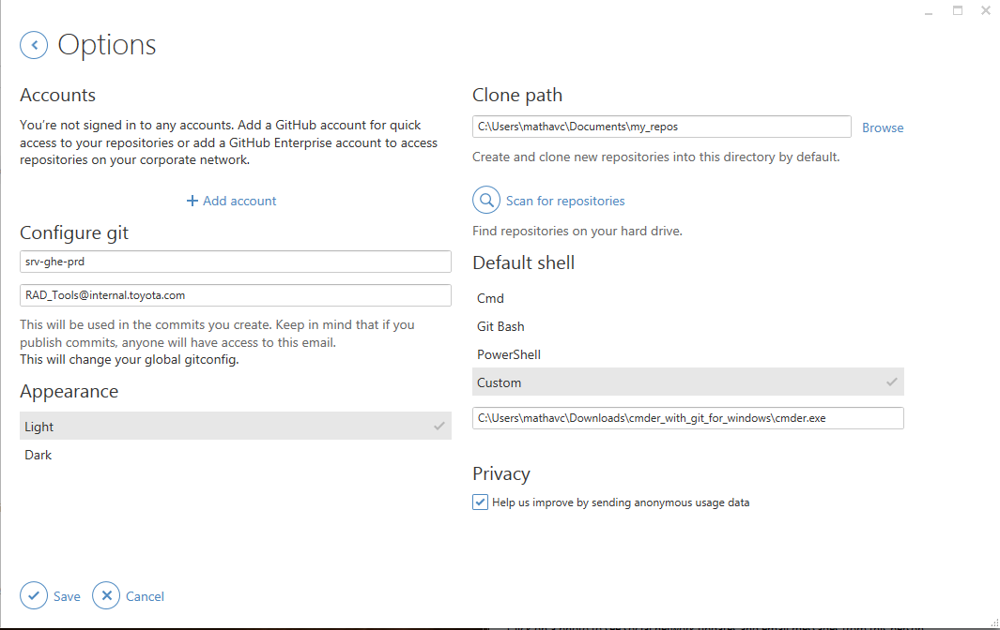 Options
Accounts
You're not signed in to any accounts. Add a GitHub account for quick
access to your repositories or add a GitHub Enterprise account to access
repositories on your corporate network.
Add account
Configure git
srv-ghe-prd
RAD_Tools@internal.toyota.com
This will be used in the commits you create. Keep in mind that if you
publish commits, anyone will have access to this email.
This will change your global gitconfig.
Appearance
Light
Dark
Clone path
C:\Users\mathavc\Documents\my_repos
Browse
Create and clone new repositories into this directory by default.
Scan for repositories
Find repositories on your hard drive.
Default shell
Cmd
Git Bash
PowerShell
Custom
C:\Users\mathavc\Downloads\cmder_with_git_for_windows\cmder.exe
Privacy
Help us improve by sending anonymous usage data
Save
Cancel